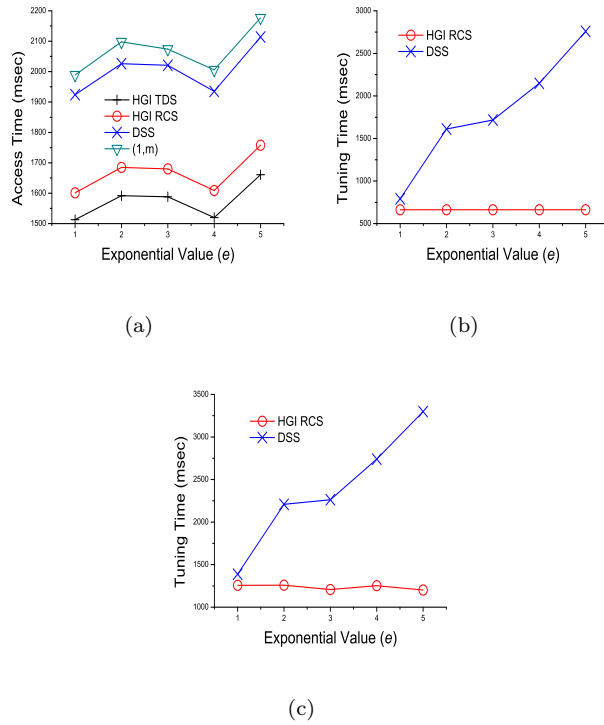 2200
2100
2000
1900
1800
1700
1600
1500
Access Time (msec)
HGI TDS
HGI RCS
DSS
(1,m)
1 2 3 4 5
Exponential Value (e)
(a)
3000
2500
2000
1500
1000
500
Tuning Time (msec)
HGI RCS
DSS
1 2 3 4 5
Exponential Value (e)
(b)
3500
3000
2500
2000
1500
1000
Tuning Time (msec)
HGI RCS
DSS
1 2 3 4 5
Exponential Value (e)
(c)